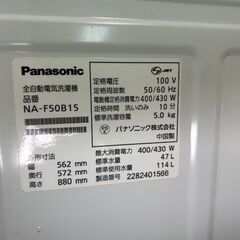 Panasonic
全自動電気洗濯機
品番
NA-F50B15
JET
定格電圧 100 V
定格周波数 50/60 Hz
電動機定格消費電力 400/430 W
定格時間 洗いのみ 10 分
標準洗濯容量 5.0 kg
パナソニック株式会社
中国製
外形寸法
幅 562 mm
奥行 572 mm
高さ 880 mm
最大消費電力 400/430 W
標準水量 47 L
標準使用水量 114 L
製造番号 2282401566